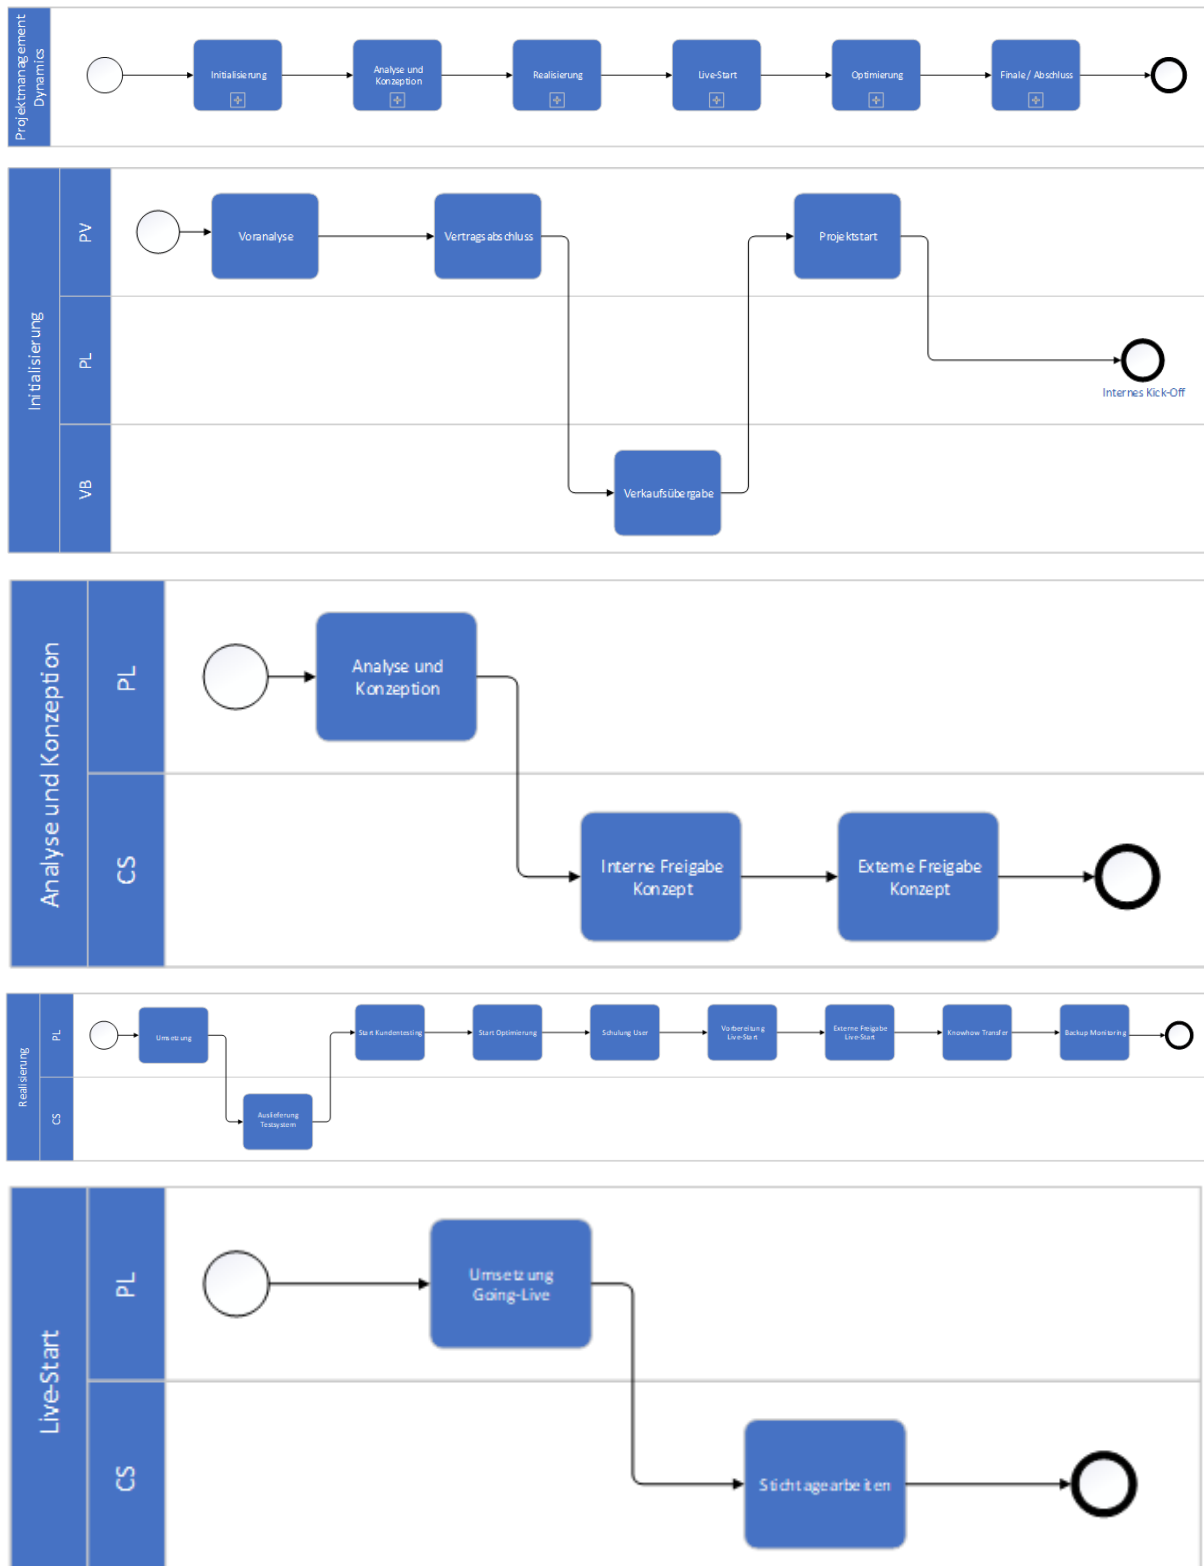 Projektmanagement
Dynamics
Initialisierung
Analyse und
Konzeption
Realisierung
Live-Start
Optimierung
Finale / Abschluss
Initialisierung
PV
Voranalyse
Vertragsabschluss
Projektstart
PL
Internes Kick-Off
VB
Verkaufsübergabe
Analyse und Konzeption
PL
Analyse und
Konzeption
CS
Interne Freigabe
Konzept
Externe Freigabe
Konzept
Realisierung
PL
Umsetzung
Start Kundentesting
Start Optimierung
Schulung User
Vorbereitung
Live-Start
Externe Freigabe
Live-Start
Knowhow Transfer
Backup Monitoring
CS
Auslieferung
Testsystem
Live-Start
PL
Umsetzung
Going-Live
CS
Stichtagearbeiten